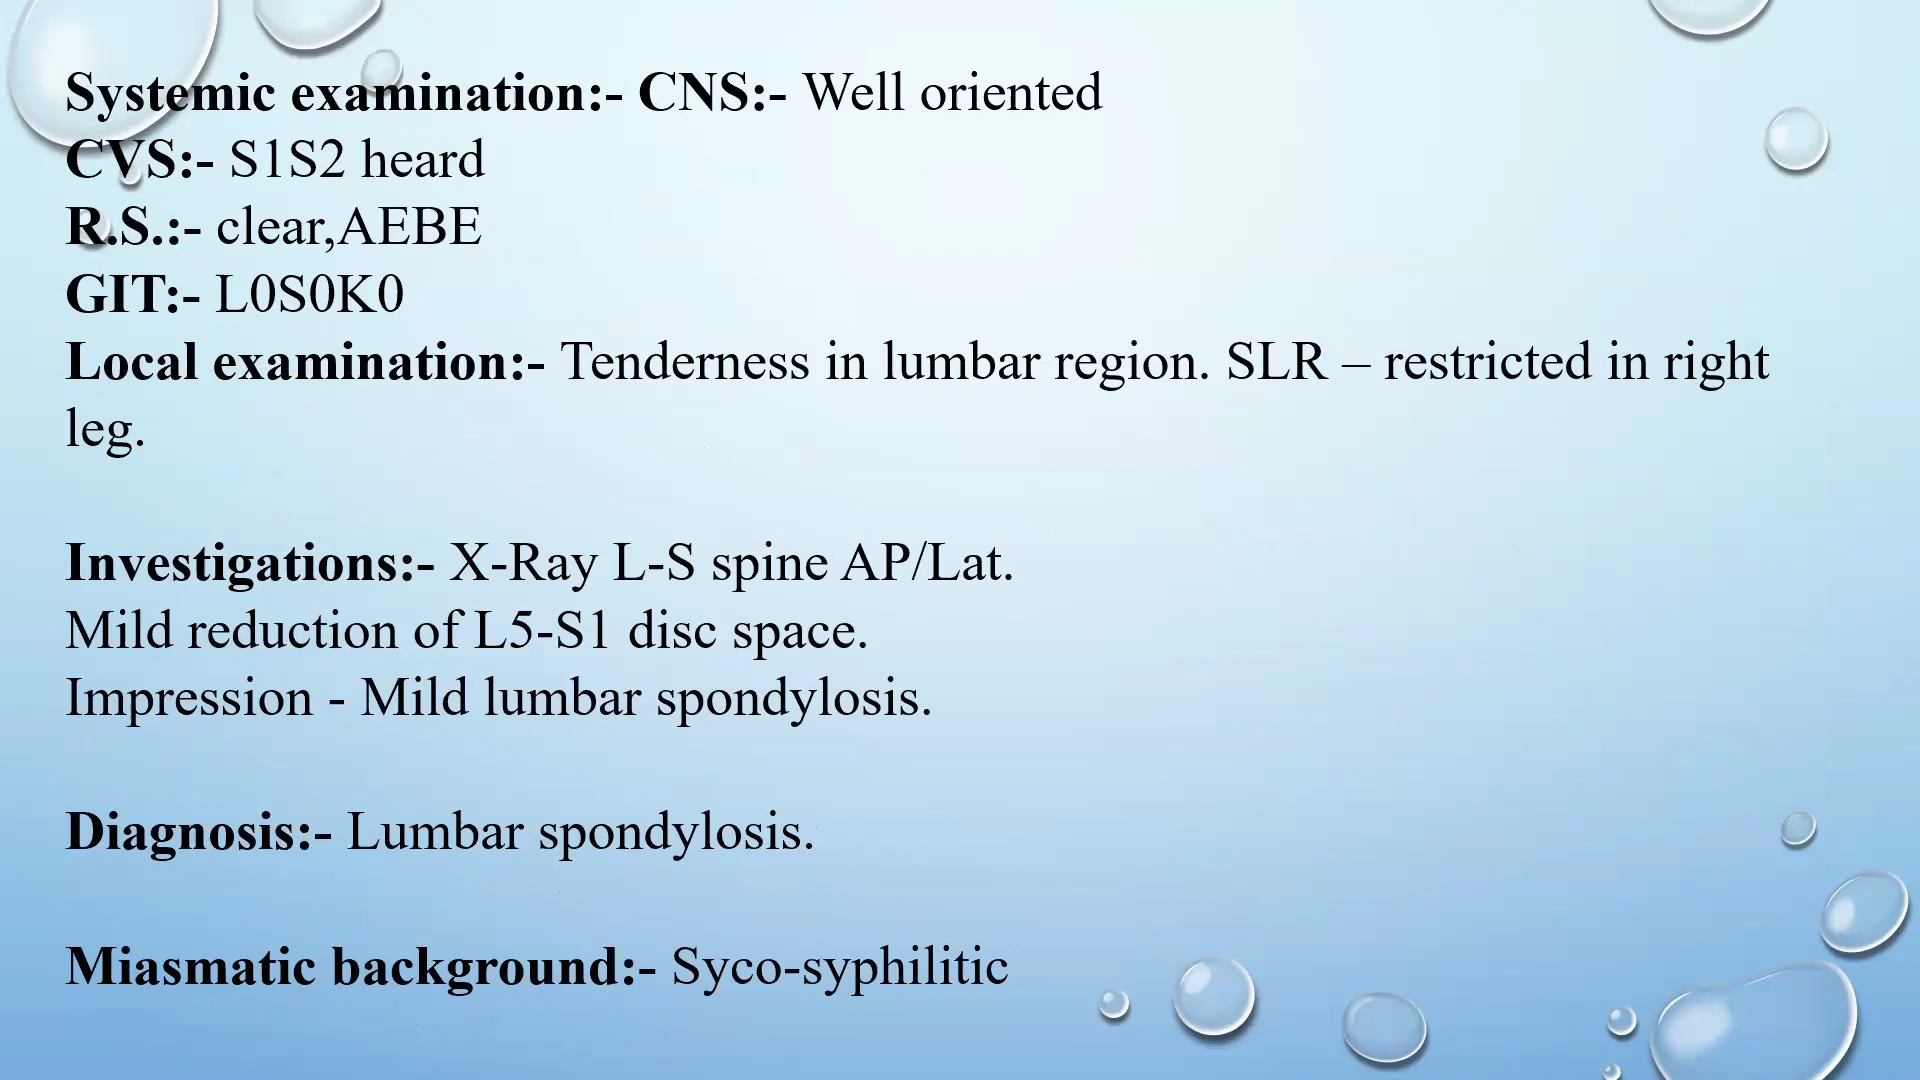 Systemic examination:- CNS:- Well oriented
CVS:- S1S2 heard
R.S.:- clear,AEBE
GIT:- L0S0K0
Local examination:- Tenderness in lumbar region. SLR – restricted in right
leg.
Investigations:- X-Ray L-S spine AP/Lat.
Mild reduction of L5-S1 disc space.
Impression - Mild lumbar spondylosis.
Diagnosis:- Lumbar spondylosis.
Miasmatic background:- Syco-syphilitic